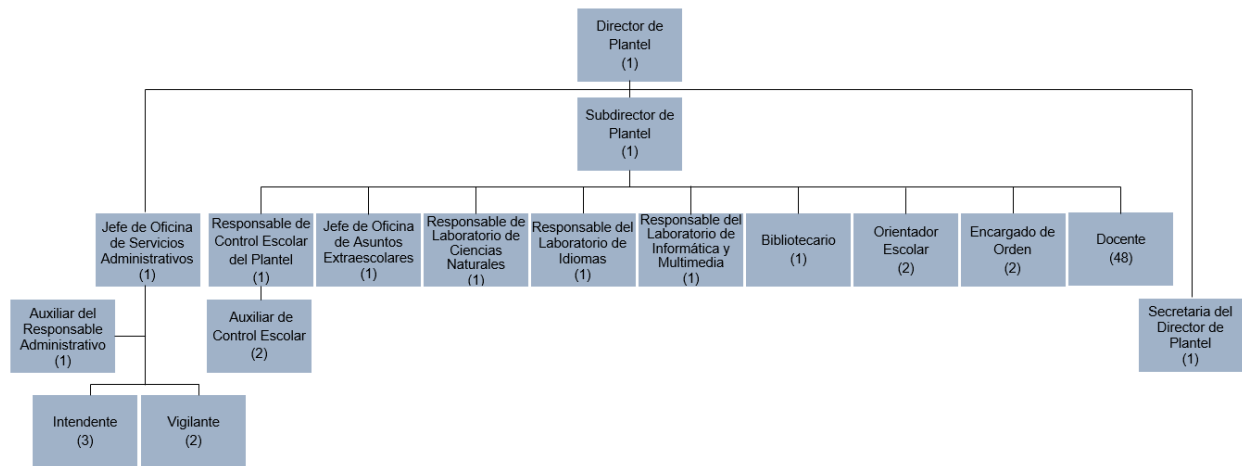 Director de
Plantel
(1)
Subdirector de
Plantel
(1)
Jefe de Oficina
de Servicios
Administrativos
(1)
Responsable de
Control Escolar
del Plantel
(1)
Jefe de Oficina
de Asuntos
Extraescolares
(1)
Responsable de
Laboratorio de
Ciencias
Naturales
(1)
Responsable del
Laboratorio de
Idiomas
(1)
Responsable del
Laboratorio de
Informática y
Multimedia
(1)
Bibliotecario
(1)
Orientador
Escolar
(2)
Encargado de
Orden
(2)
Docente
(48)
Auxiliar del
Responsable
Administrativo
(1)
Auxiliar de
Control Escolar
(2)
Secretaria del
Director de
Plantel
(1)
Intendente
(3)
Vigilante
(2)